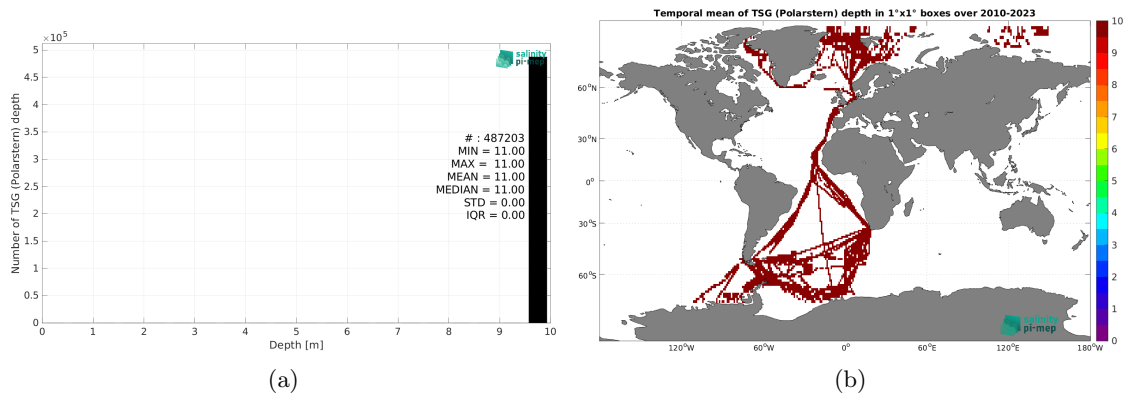 ×10⁵
5
4.5
4
3.5
3
2.5
2
1.5
1
0.5
0
Number of TSG (Polarstern) depth
salinity
pi-mep
# : 487203
MIN = 11.00
MAX = 11.00
MEAN = 11.00
MEDIAN = 11.00
STD = 0.00
IQR = 0.00
0 1 2 3 4 5 6 7 8 9 10
Depth [m]
(a)
Temporal mean of TSG (Polarstern) depth in 1°x1° boxes over 2010-2023
60°N
30°N
0°
30°S
60°S
120°W 60°W 0° 60°E 120°E 180°W
salinity
pi-mep
10
9
8
7
6
5
4
3
2
1
0
(b)